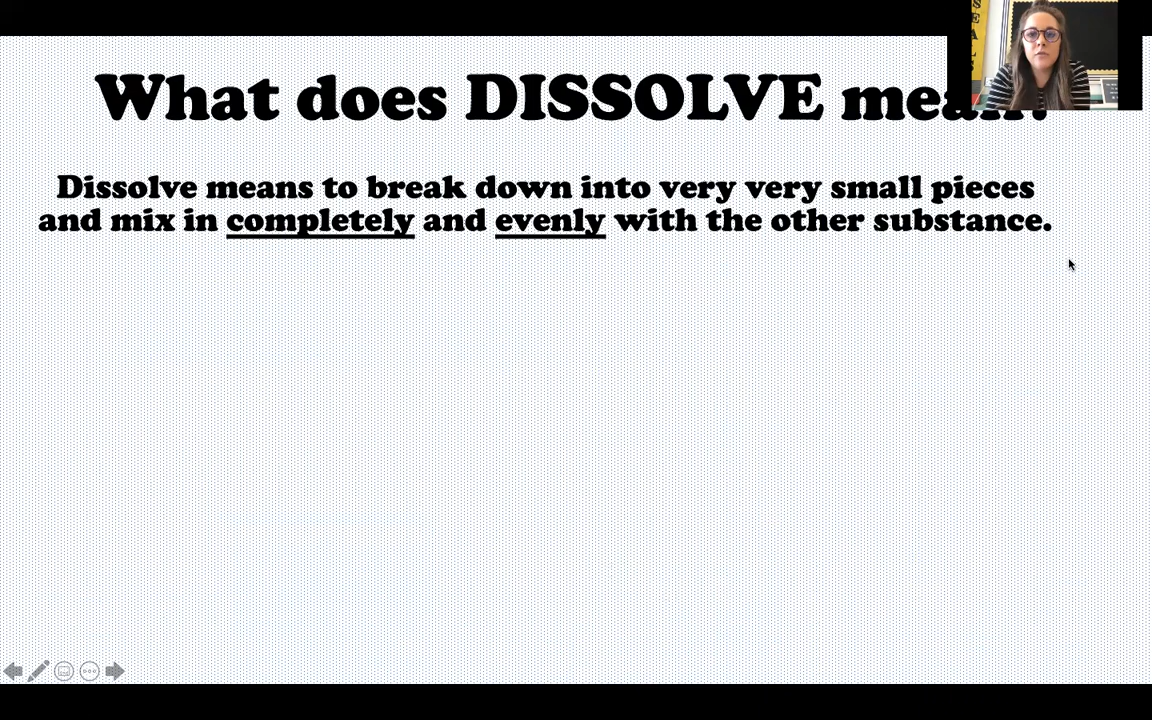 What does DISSOLVE mean?
Dissolve means to break down into very very small pieces
and mix in completely and evenly with the other substance.
S
E
A
L